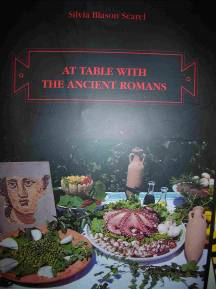 Silvia Blason Scarel
AT TABLE WITH
THE ANCIENT ROMANS